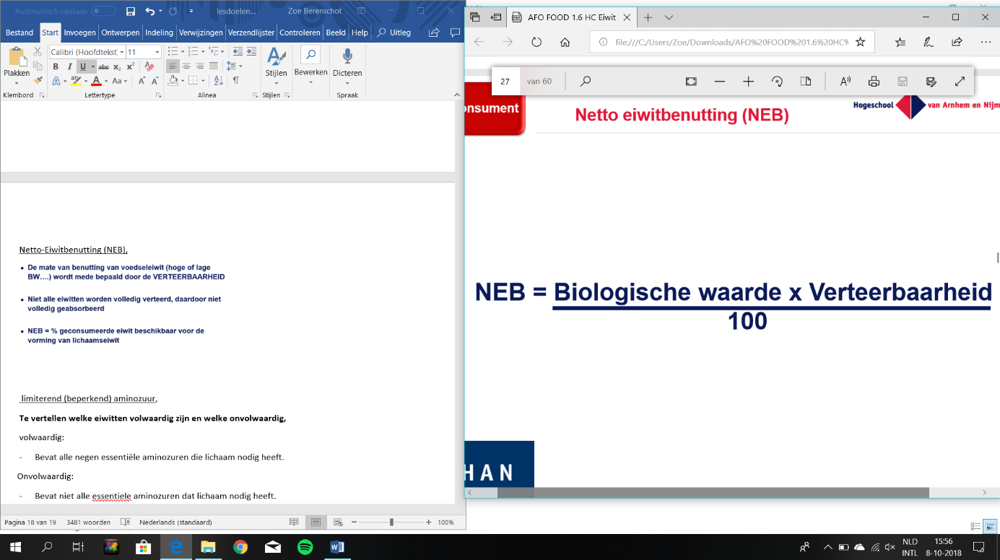 Automatisch opslaan
lesdoelen...
Zoe Berenschot
Bestand Start Invoegen Ontwerpen Indeling Verwijzingen Verzendlijster Controleren Beeld Help Uitleg
Calibri (Hoofdtekst) 11
B I U abc x₂ x²
A Aa A A
Plakken
Stijlen
Bewerken
Dicteren
Klembord Lettertype Alinea Stijlen Spraak
Netto-Eiwitbenutting (NEB),
• De mate van benutting van voedseleiwit (hoge of lage
BW….) wordt mede bepaald door de VERTEERBAARHEID
• Niet alle eiwitten worden volledig verteerd, daardoor niet
volledig geabsorbeerd
• NEB = % geconsumeerde eiwit beschikbaar voor de
vorming van lichaamseiwit
limiterend (beperkend) aminozuur,
Te vertellen welke eiwitten volwaardig zijn en welke onvolwaardig,
volwaardig:
- Bevat alle negen essentiële aminozuren die lichaam nodig heeft.
Onvolwaardig:
- Bevat niet alle essentiele aminozuren dat lichaam nodig heeft.
Pagina 18 van 19 3481 woorden Nederlands (standaard) 100%
AFO FOOD 1.6 HC Eiwit
file:///C:/Users/Zoe/Downloads/AFO%20FOOD%201.6%20HC%
27 van 60
onsument
Netto eiwitbenutting (NEB)
Hogeschool van Arnhem en Nijm
NEB = Biologische waarde x Verteerbaarheid
100
HAN
NLD
INTL
15:56
8-10-2018